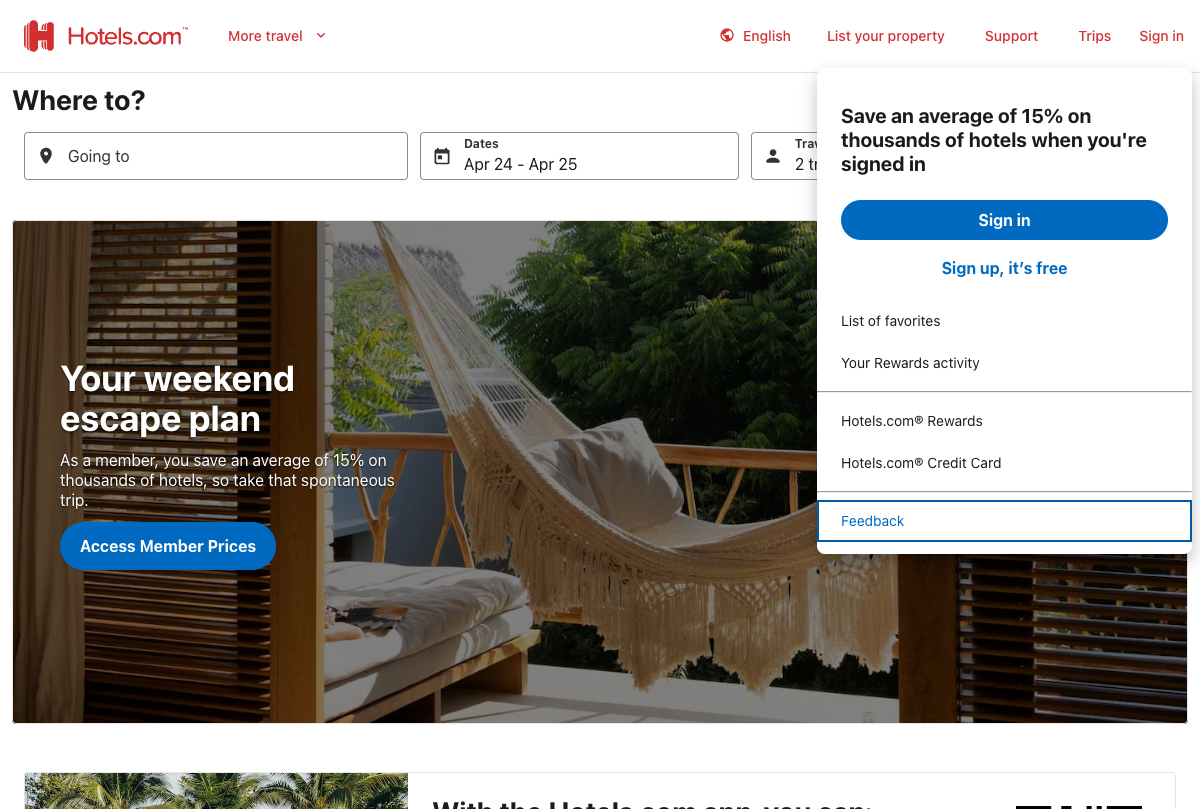 Hotels.com™
More travel
English
List your property
Support
Trips
Sign in
Where to?
Going to
Dates
Apr 24 - Apr 25
Save an average of 15% on
thousands of hotels when you're
signed in
Sign in
Sign up, it’s free
List of favorites
Your Rewards activity
Hotels.com® Rewards
Hotels.com® Credit Card
Feedback
Your weekend
escape plan
As a member, you save an average of 15% on
thousands of hotels, so take that spontaneous
trip.
Access Member Prices
With the Hotels.com app, you can: